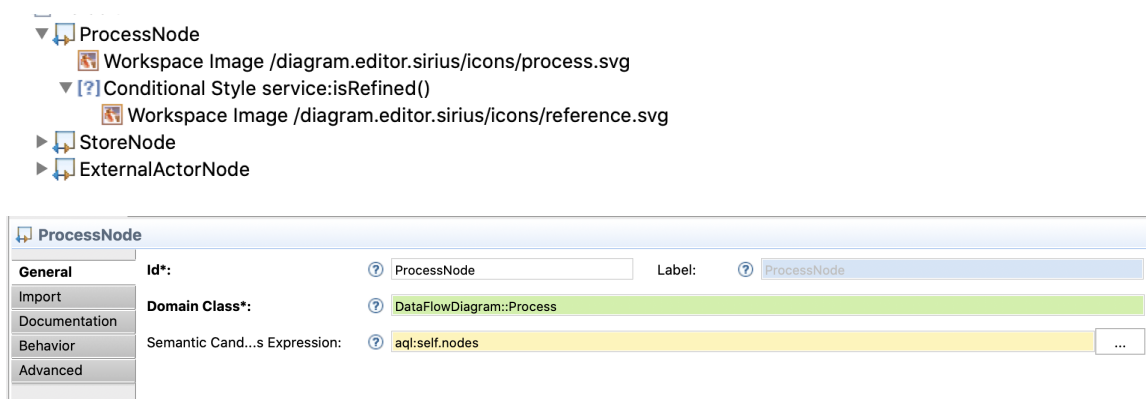 ProcessNode
Workspace Image /diagram.editor.sirius/icons/process.svg
[?] Conditional Style service:isRefined()
Workspace Image /diagram.editor.sirius/icons/reference.svg
StoreNode
ExternalActorNode
ProcessNode
General
Id*: ? ProcessNode Label: ? ProcessNode
Import
Domain Class*: ? DataFlowDiagram::Process
Documentation
Behavior
Semantic Cand...s Expression: ? aql:self.nodes ...
Advanced